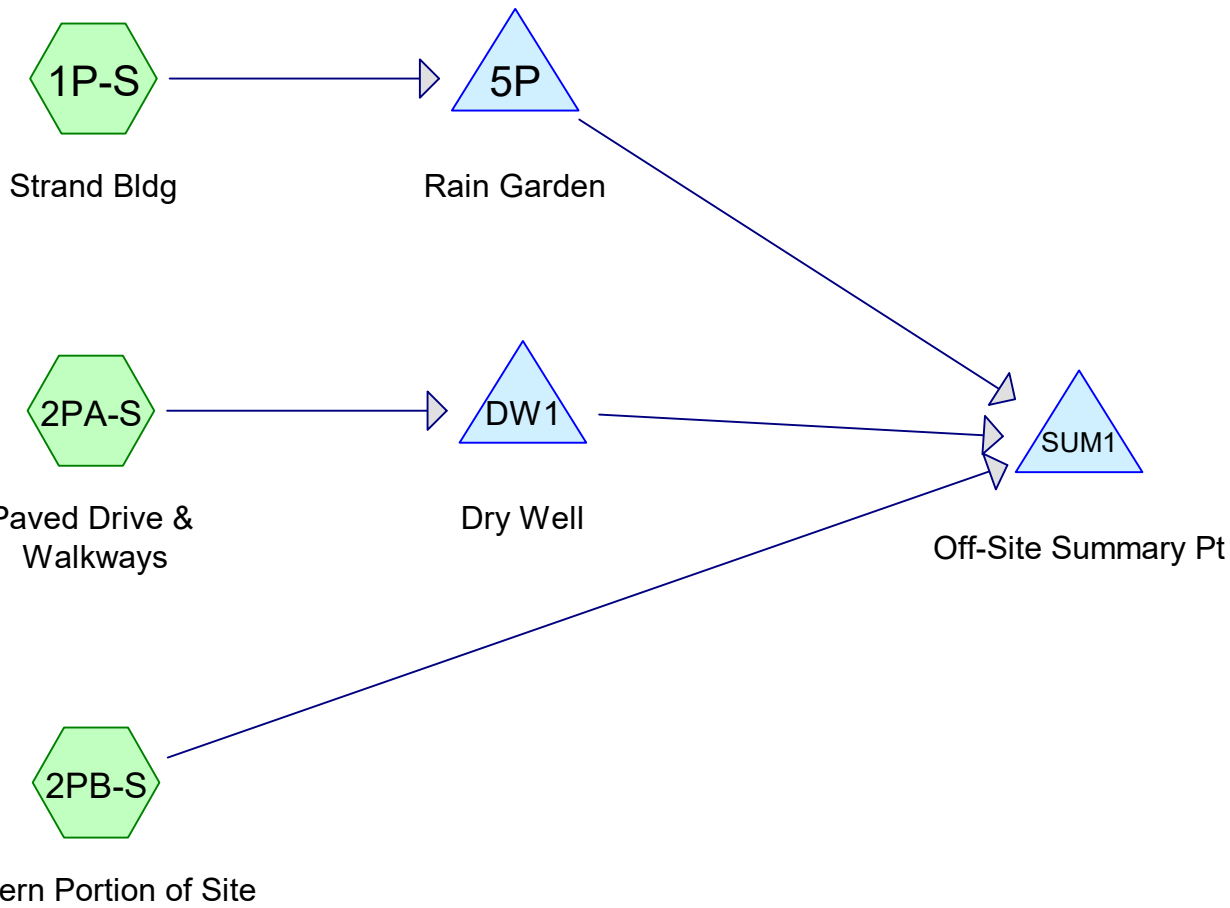 1P-S
5P
Strand Bldg
Rain Garden
2PA-S
DW1
SUM1
Paved Drive &
Walkways
Dry Well
Off-Site Summary Pt
2PB-S
Portion of Site